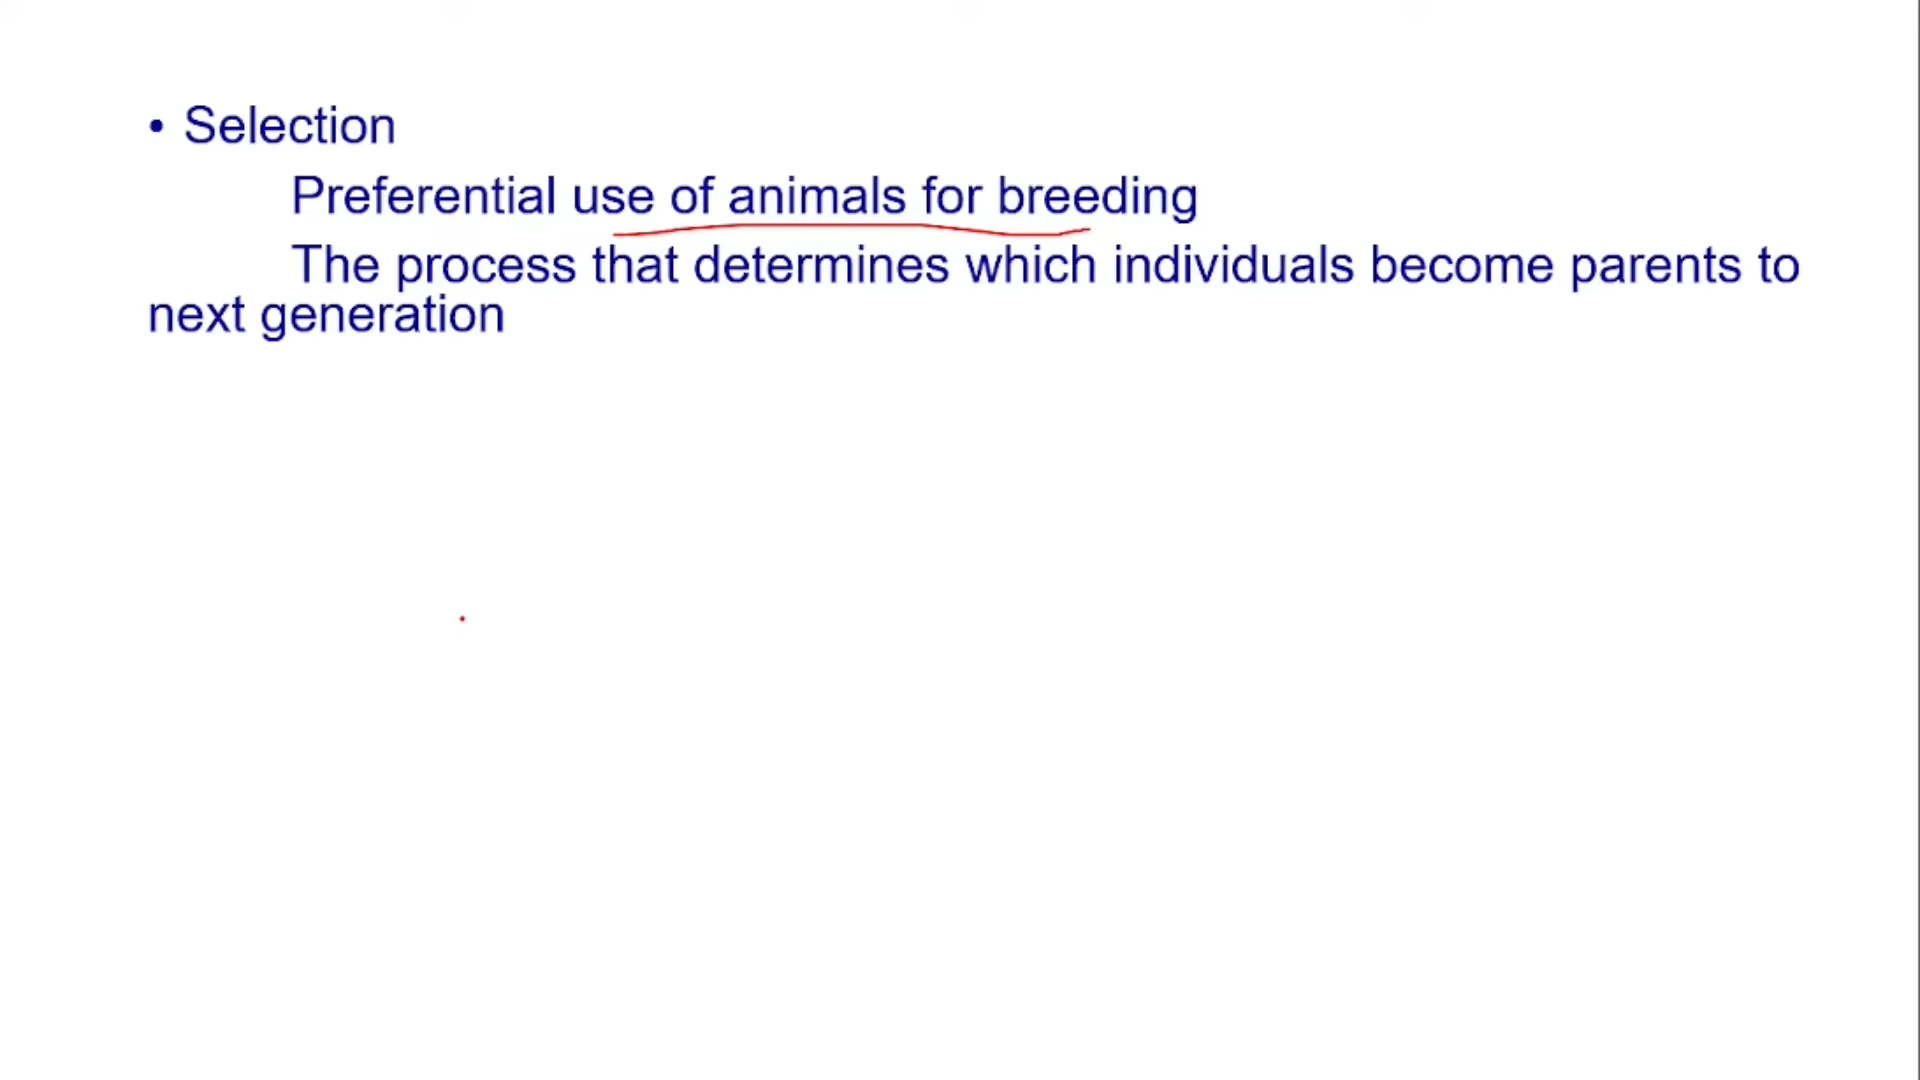 • Selection
Preferential use of animals for breeding
The process that determines which individuals become parents to
next generation